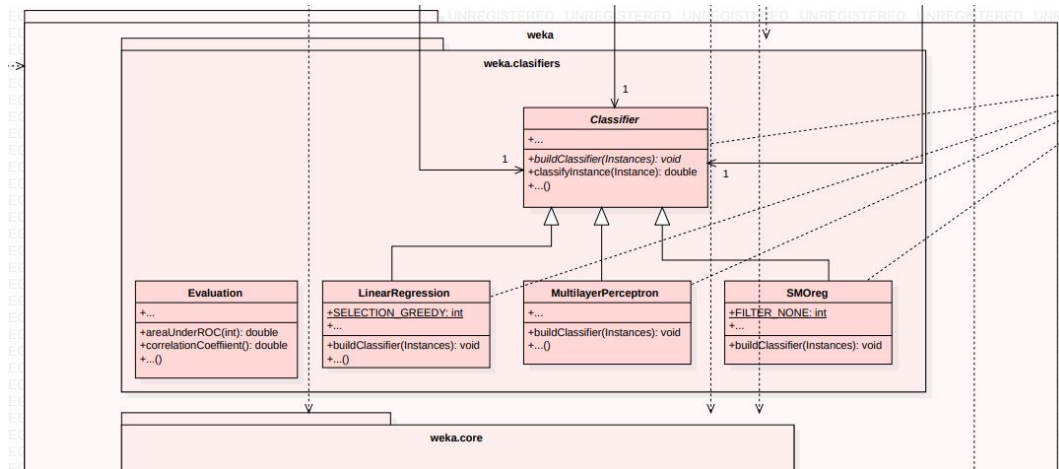 UNREGISTERED UNREGISTERED UNREGISTERED UNREGISTERED UNREGISTERED
weka
weka.clasifiers
1
Classifier
+...
+buildClassifier(Instances): void
+classifyInstance(Instance): double
+...()
1
1
Evaluation
+...
+areaUnderROC(int): double
+correlationCoeffiient(): double
+...()
LinearRegression
+SELECTION_GREEDY: int
+...
+buildClassifier(Instances): void
+...()
MultilayerPerceptron
+...
+buildClassifier(Instances): void
+...()
SMOreg
+FILTER_NONE: int
+...
+buildClassifier(Instances): void
weka.core